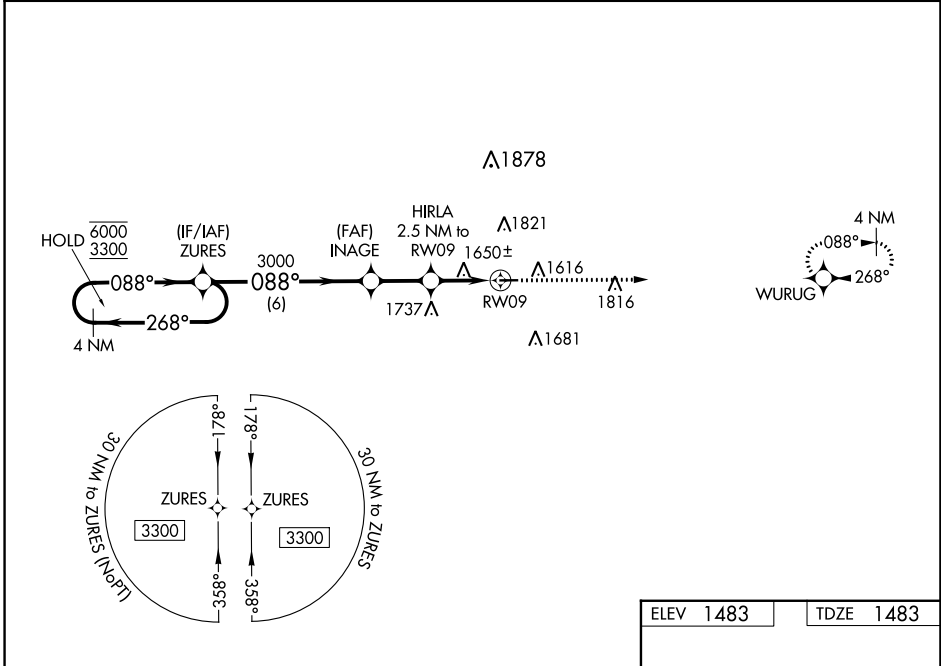 1878
HIRLA
2.5 NM to
RW09
1821
4 NM
HOLD
6000
3300
(IF/IAF)
ZURES
(FAF)
INAGE
1650±
088°
088°
3000
088°
(6)
1616
268°
WURUG
268°
1737
RW09
1816
4 NM
1681
178°
178°
30 NM to ZURES (NoPT)
30 NM to ZURES
ZURES
ZURES
3300
3300
358°
358°
ELEV 1483
TDZE 1483